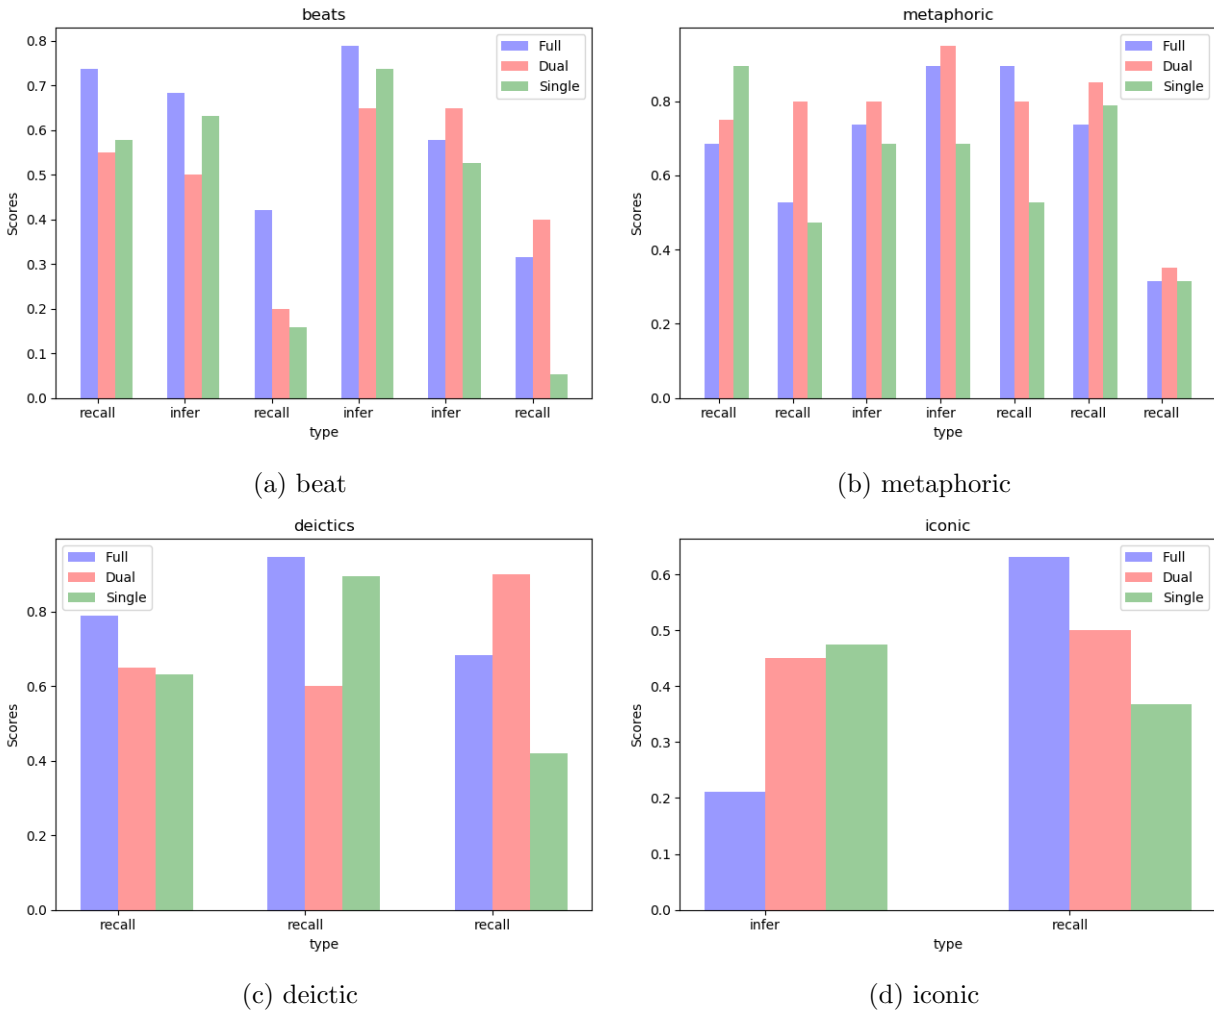 beats
0.8
0.7
0.6
0.5
0.4
0.3
0.2
0.1
0.0
Scores
Full
Dual
Single
recall infer recall infer infer recall
type
(a) beat
metaphoric
0.8
0.6
0.4
0.2
0.0
Scores
Full
Dual
Single
recall recall infer infer recall recall recall
type
(b) metaphoric
deictics
0.8
0.6
0.4
0.2
0.0
Scores
Full
Dual
Single
recall recall recall
type
(c) deictic
iconic
0.6
0.5
0.4
0.3
0.2
0.1
0.0
Scores
Full
Dual
Single
infer recall
type
(d) iconic